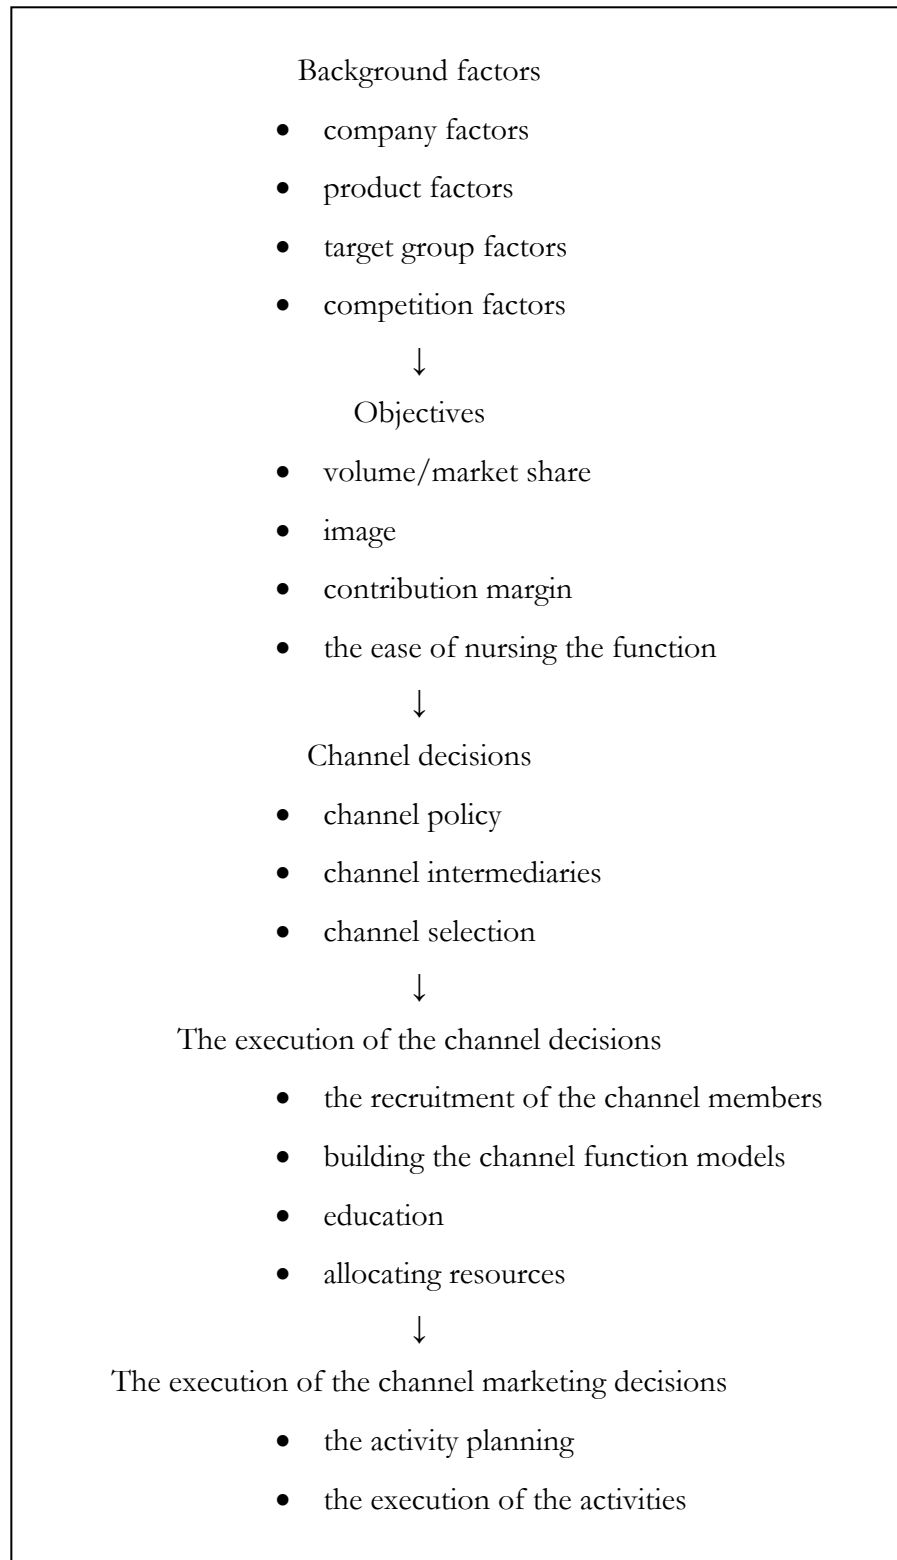 Background factors
• company factors
• product factors
• target group factors
• competition factors
↓
Objectives
• volume/market share
• image
• contribution margin
• the ease of nursing the function
↓
Channel decisions
• channel policy
• channel intermediaries
• channel selection
↓
The execution of the channel decisions
• the recruitment of the channel members
• building the channel function models
• education
• allocating resources
↓
The execution of the channel marketing decisions
• the activity planning
• the execution of the activities